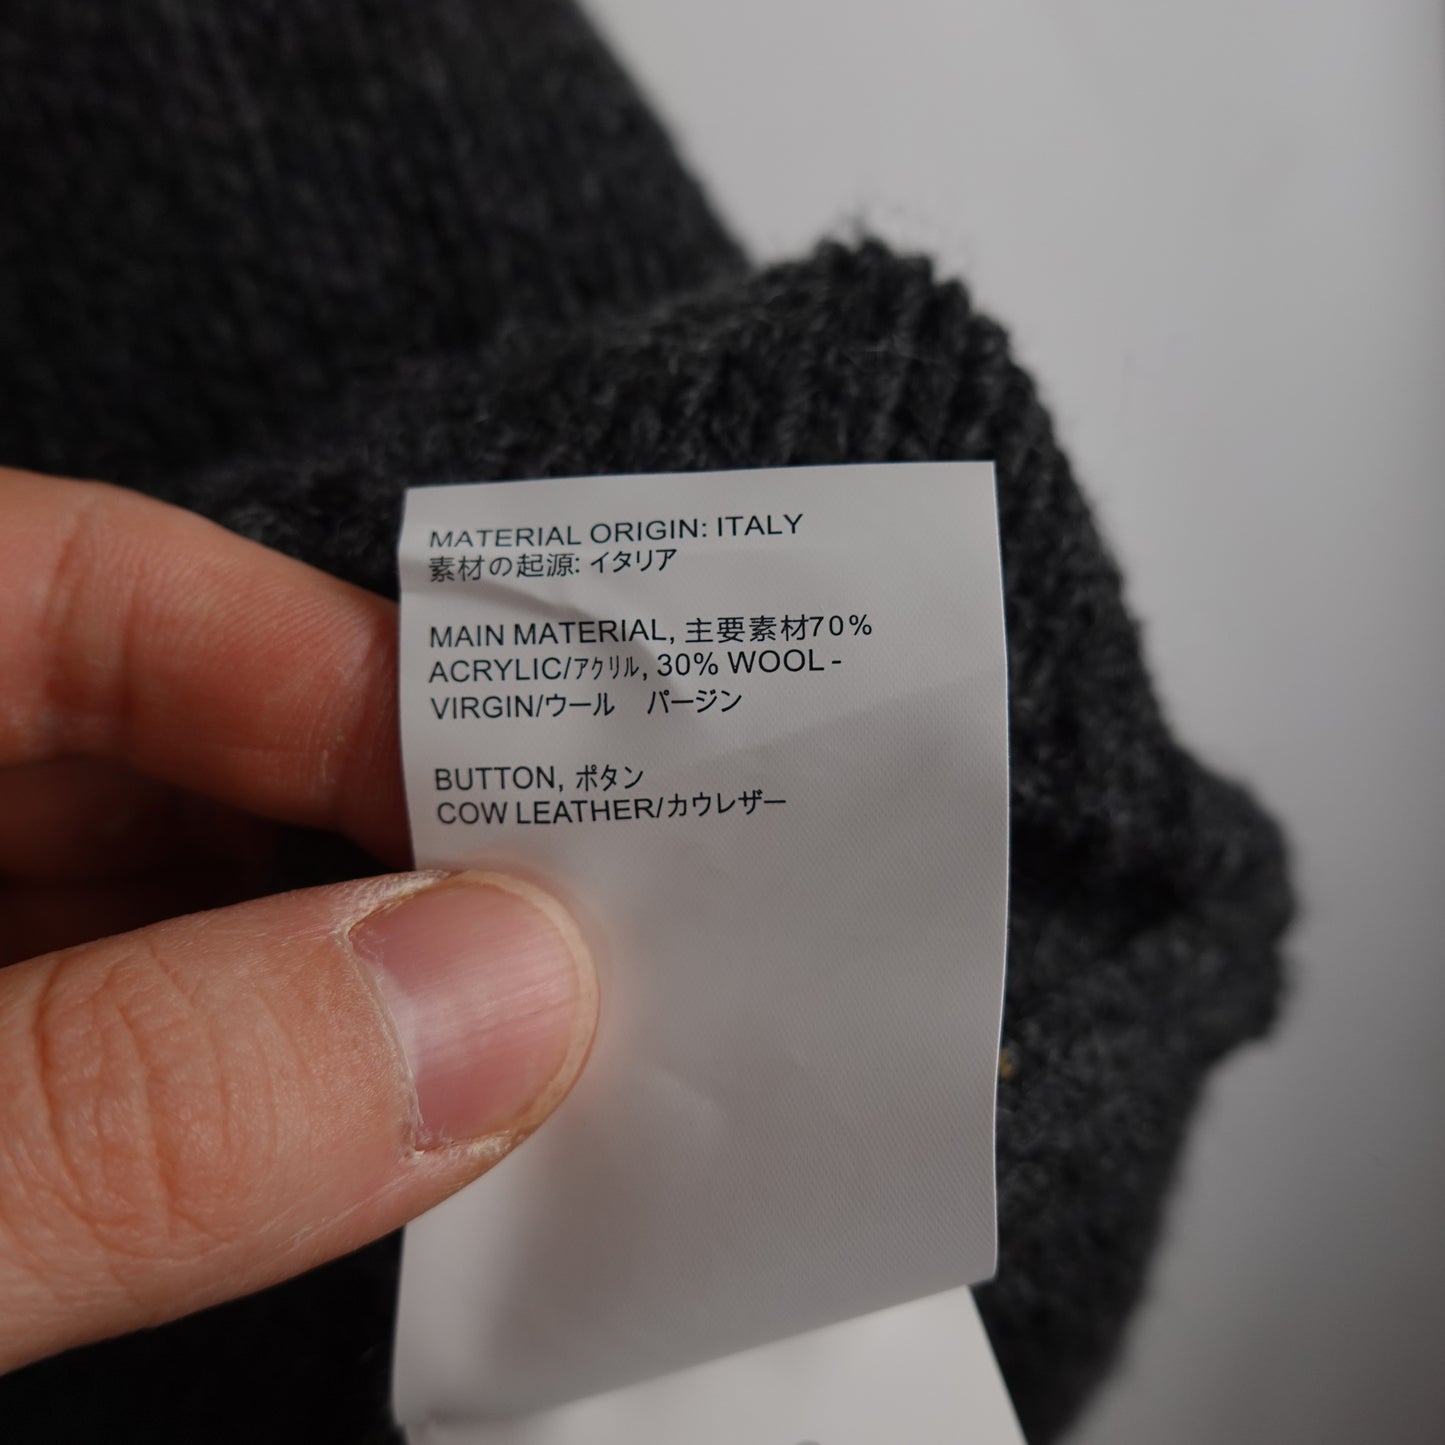 MATERIAL ORIGIN: ITALY
素材の起源: イタリア
MAIN MATERIAL, 主要素材70%
ACRYLIC/アクリル, 30% WOOL -
VIRGIN/ウール　パージン
BUTTON, ポタン
COW LEATHER/カウレザー